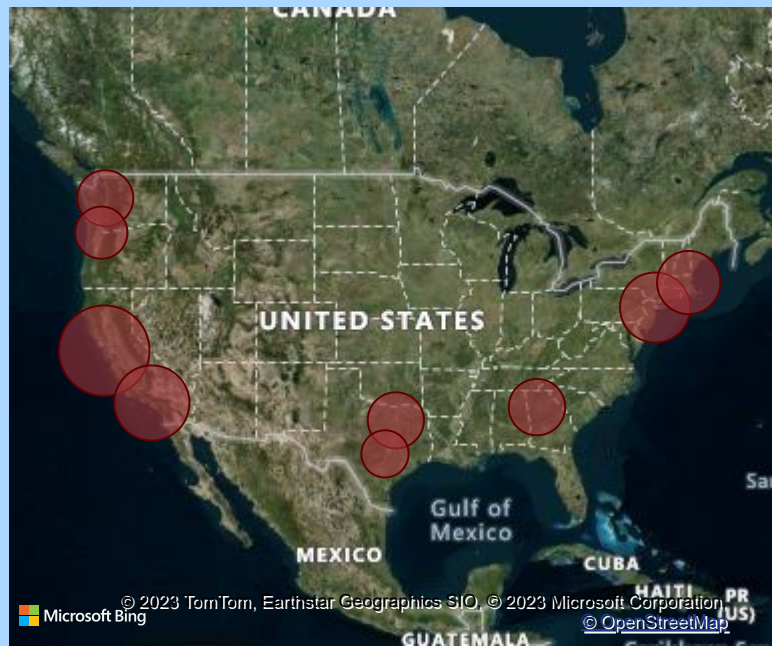 CANADA
UNITED STATES
Gulf of
Mexico
MEXICO
CUBA
HAITI
PR
(US)
GUATEMALA
Microsoft Bing
© 2023 TomTom, Earthstar Geographics SIO, © 2023 Microsoft Corporation,
© OpenStreetMap